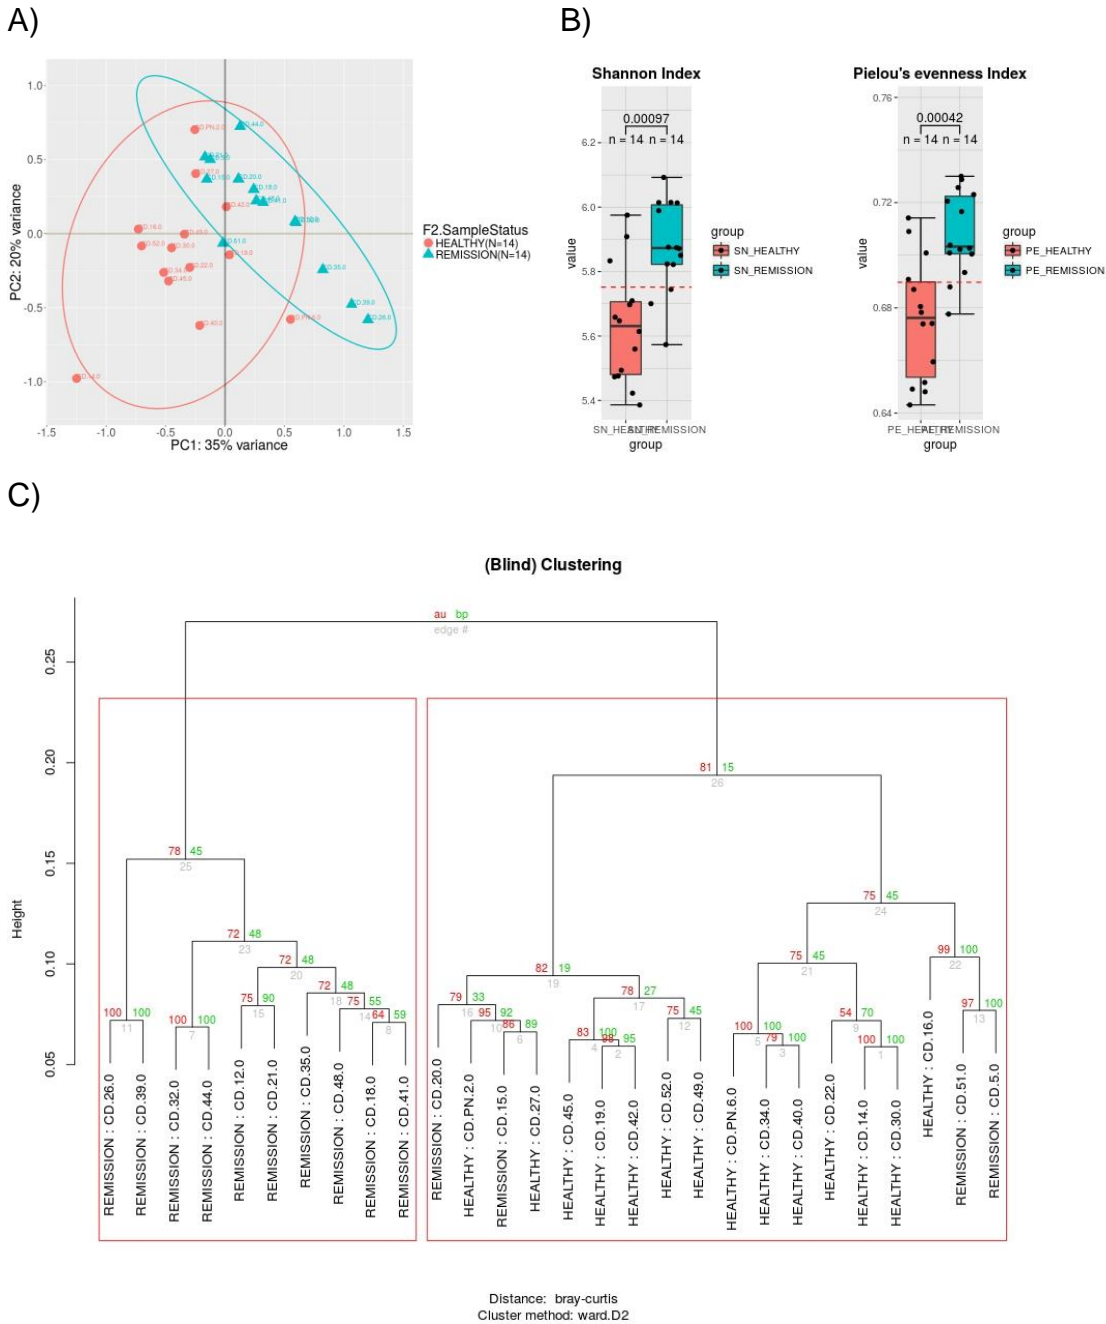 A)
B)
1.0
0.5
0.0
-0.5
-1.0
-1.5
-1.0
-0.5
0.0
0.5
1.0
1.5
PC2: 20% variance
PC1: 35% variance
F2.SampleStatus
HEALTHY(N=14)
REMISSION(N=14)
Shannon Index
0.00097
n = 14 n = 14
6.2
6.0
5.8
5.6
5.4
value
group
group
SN_HEALTHY
SN_REMISSION
Pielou's evenness Index
0.00042
n = 14 n = 14
0.76
0.72
0.68
0.64
value
group
group
PE_HEALTHY
PE_REMISSION
C)
(Blind) Clustering
au bp
edge #
Height
0.25
0.20
0.15
0.10
0.05
81 15
26
78 45
25
75 45
24
72 48
23
99 100
22
75 45
21
72 48
20
82 19
19
72 48
18
78 27
17
79 33
16
75 90
15
75 55
14
97 100
13
75 45
12
100 100
11
95 92
10
54 70
9
64 59
8
100 100
7
86 89
6
100 100
5
83 100
4
79 100
3
98 95
2
100 100
1
REMISSION : CD.26.0
REMISSION : CD.39.0
REMISSION : CD.32.0
REMISSION : CD.44.0
REMISSION : CD.12.0
REMISSION : CD.21.0
REMISSION : CD.35.0
REMISSION : CD.48.0
REMISSION : CD.18.0
REMISSION : CD.41.0
REMISSION : CD.20.0
HEALTHY : CD.PN.2.0
REMISSION : CD.15.0
HEALTHY : CD.27.0
HEALTHY : CD.45.0
HEALTHY : CD.19.0
HEALTHY : CD.42.0
HEALTHY : CD.52.0
HEALTHY : CD.49.0
HEALTHY : CD.PN.6.0
HEALTHY : CD.34.0
HEALTHY : CD.40.0
HEALTHY : CD.22.0
HEALTHY : CD.14.0
HEALTHY : CD.30.0
HEALTHY : CD.16.0
REMISSION : CD.51.0
REMISSION : CD.5.0
Distance: bray-curtis
Cluster method: ward.D2